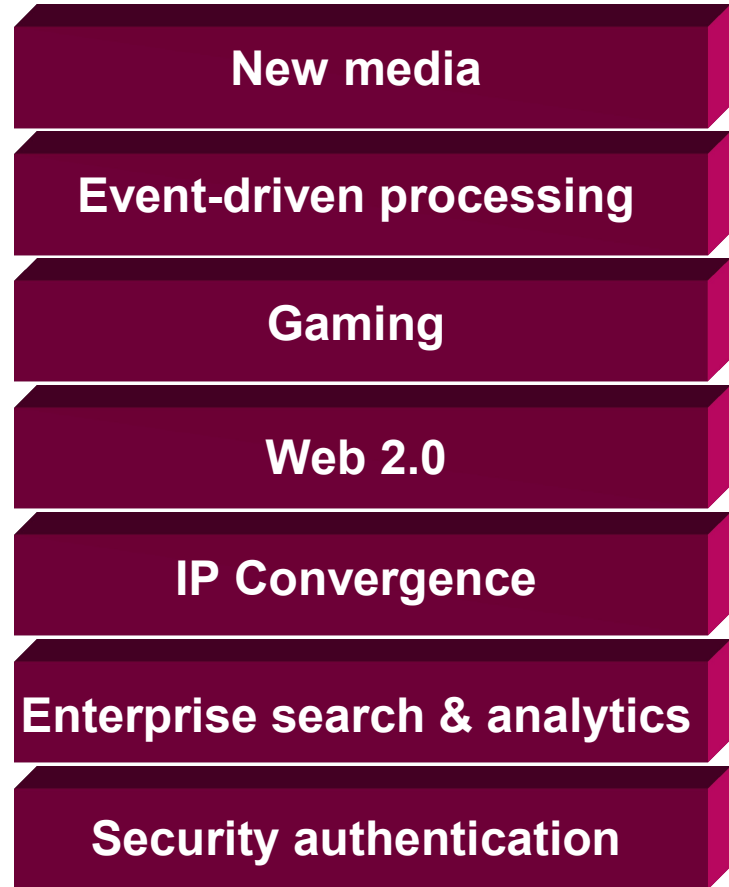 New media
Event-driven processing
Gaming
Web 2.0
IP Convergence
Enterprise search & analytics
Security authentication